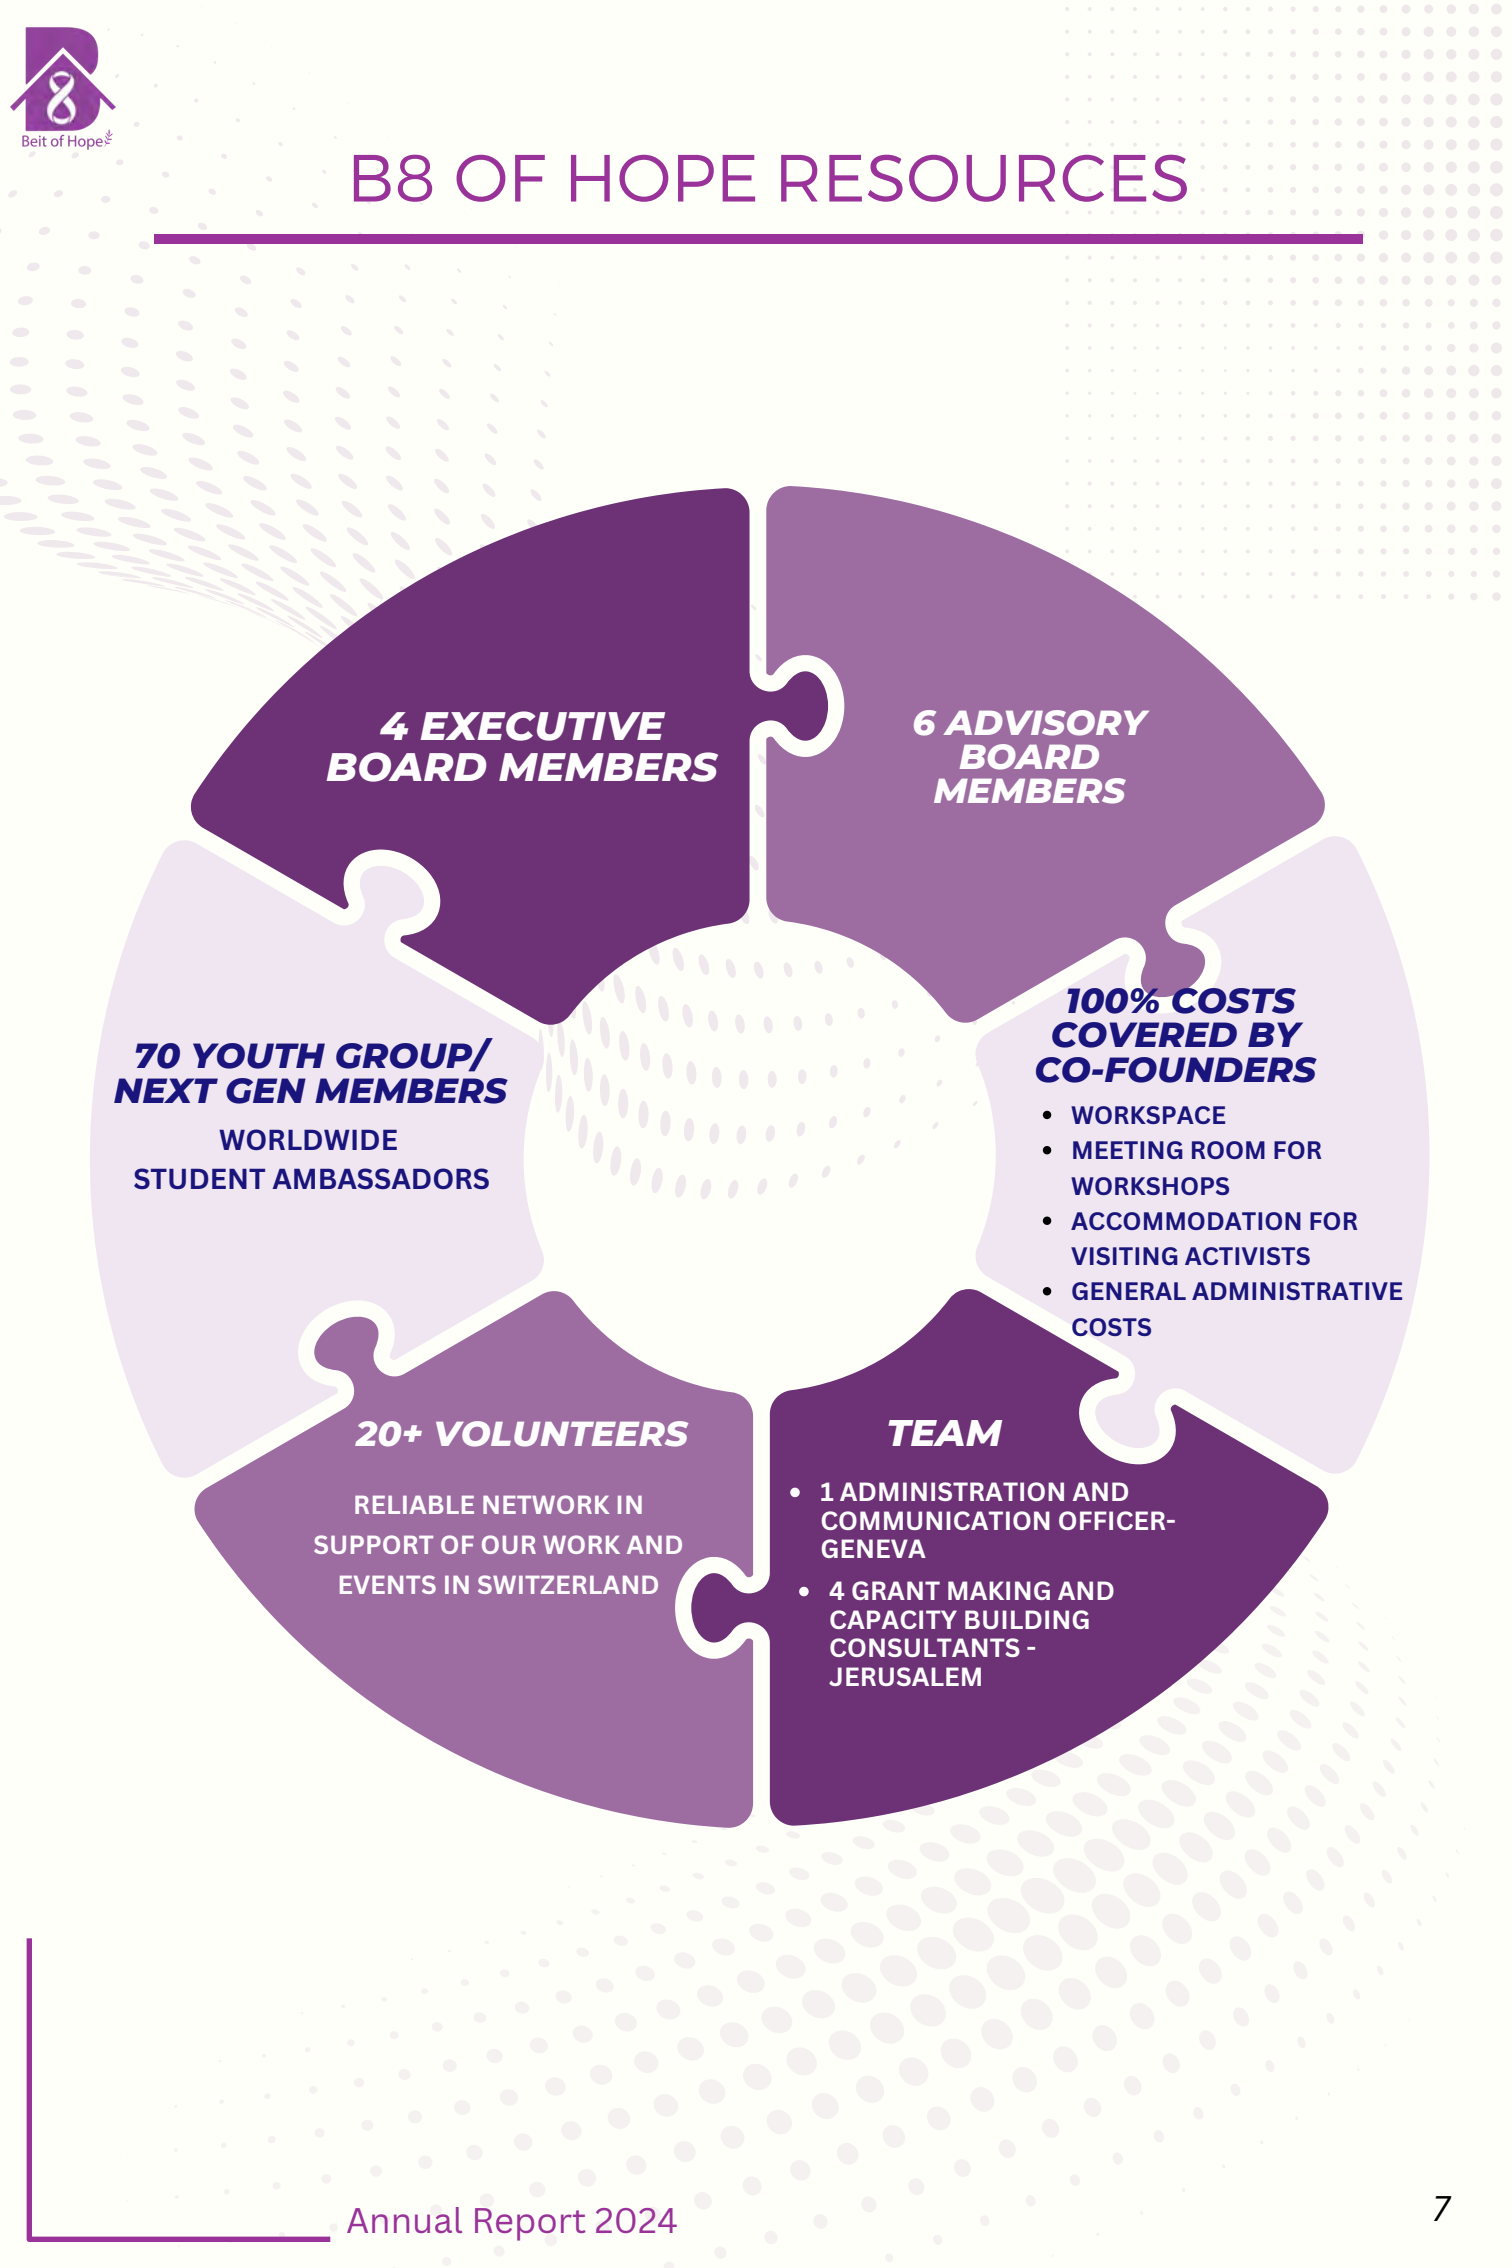 B8
Beit of Hope
B8 OF HOPE RESOURCES
4 EXECUTIVE
BOARD MEMBERS
6 ADVISORY
BOARD
MEMBERS
100% COSTS
COVERED BY
CO-FOUNDERS
WORKSPACE
MEETING ROOM FOR
WORKSHOPS
ACCOMMODATION FOR
VISITING ACTIVISTS
GENERAL ADMINISTRATIVE
COSTS
70 YOUTH GROUP/
NEXT GEN MEMBERS
WORLDWIDE
STUDENT AMBASSADORS
20+ VOLUNTEERS
RELIABLE NETWORK IN
SUPPORT OF OUR WORK AND
EVENTS IN SWITZERLAND
TEAM
1 ADMINISTRATION AND
COMMUNICATION OFFICER-
GENEVA
4 GRANT MAKING AND
CAPACITY BUILDING
CONSULTANTS -
JERUSALEM
Annual Report 2024
7